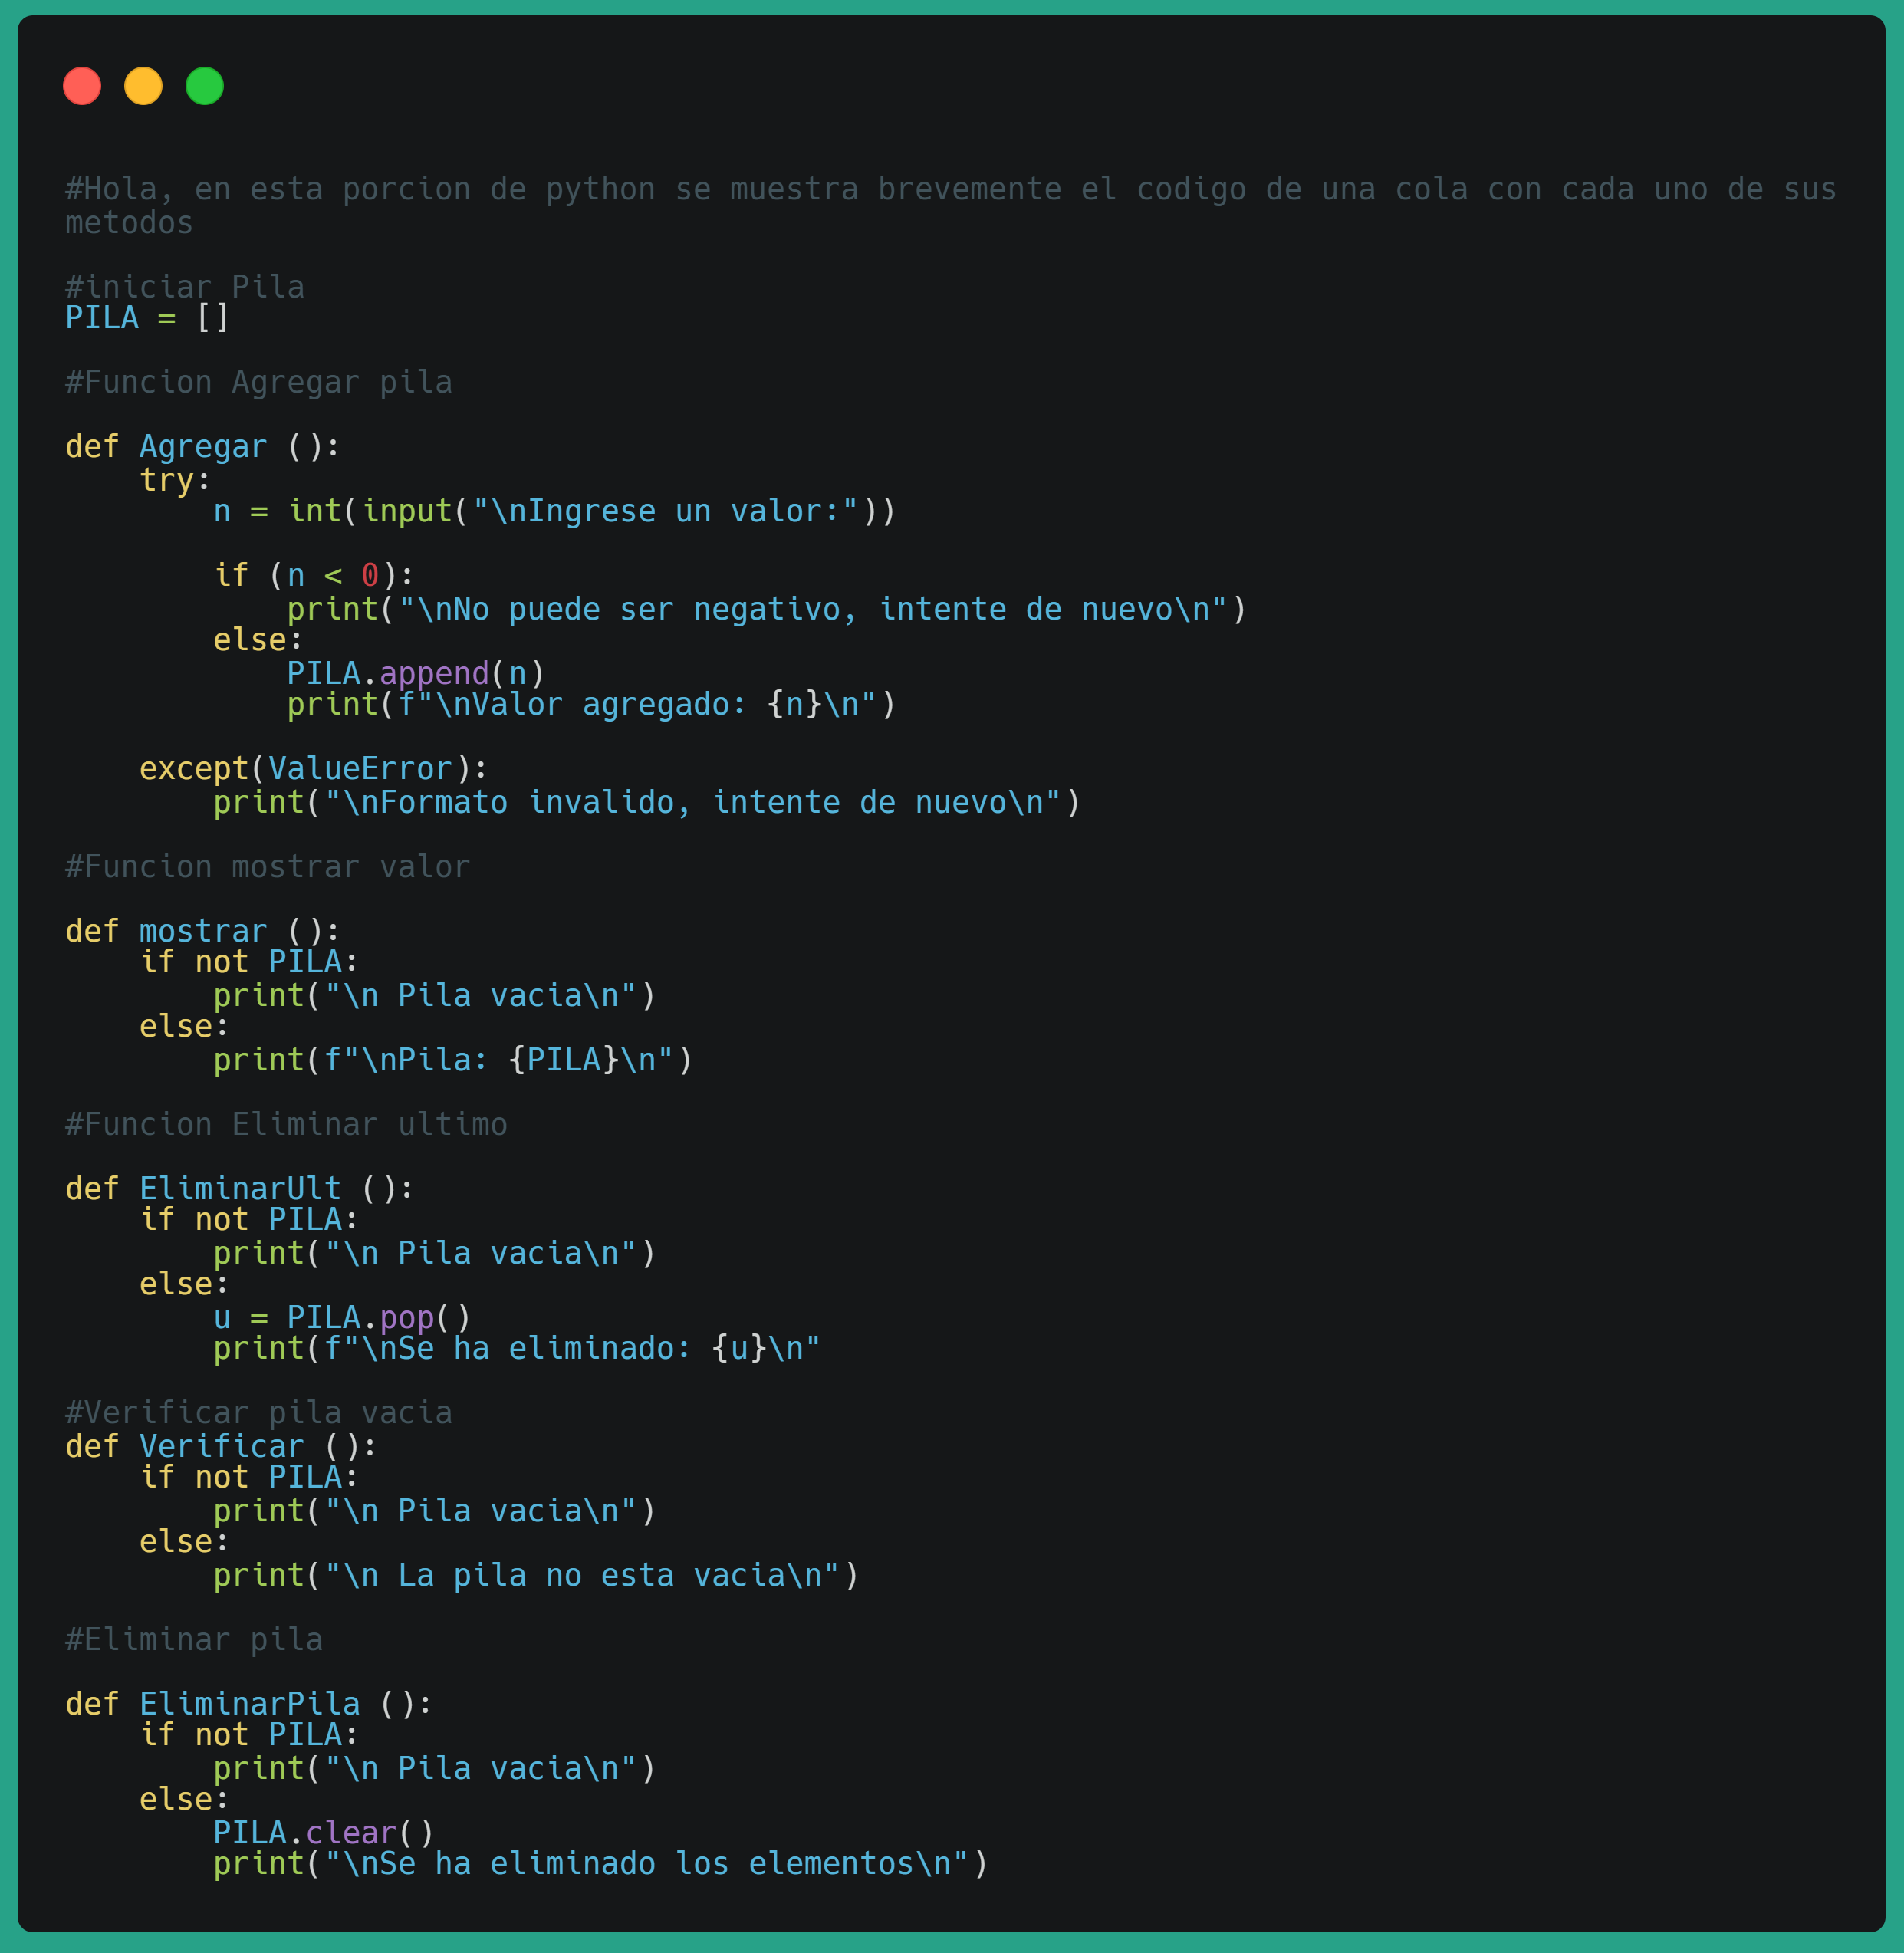 #Hola, en esta porcion de python se muestra brevemente el codigo de una cola con cada uno de sus
metodos

#iniciar Pila
PILA = []

#Funcion Agregar pila

def Agregar ():
    try:
        n = int(input("\nIngrese un valor:"))

        if (n < 0):
            print("\nNo puede ser negativo, intente de nuevo\n")
        else:
            PILA.append(n)
            print(f"\nValor agregado: {n}\n")

    except(ValueError):
        print("\nFormato invalido, intente de nuevo\n")

#Funcion mostrar valor

def mostrar ():
    if not PILA:
        print("\n Pila vacia\n")
    else:
        print(f"\nPila: {PILA}\n")

#Funcion Eliminar ultimo

def EliminarUlt ():
    if not PILA:
        print("\n Pila vacia\n")
    else:
        u = PILA.pop()
        print(f"\nSe ha eliminado: {u}\n"

#Verificar pila vacia
def Verificar ():
    if not PILA:
        print("\n Pila vacia\n")
    else:
        print("\n La pila no esta vacia\n")

#Eliminar pila

def EliminarPila ():
    if not PILA:
        print("\n Pila vacia\n")
    else:
        PILA.clear()
        print("\nSe ha eliminado los elementos\n")